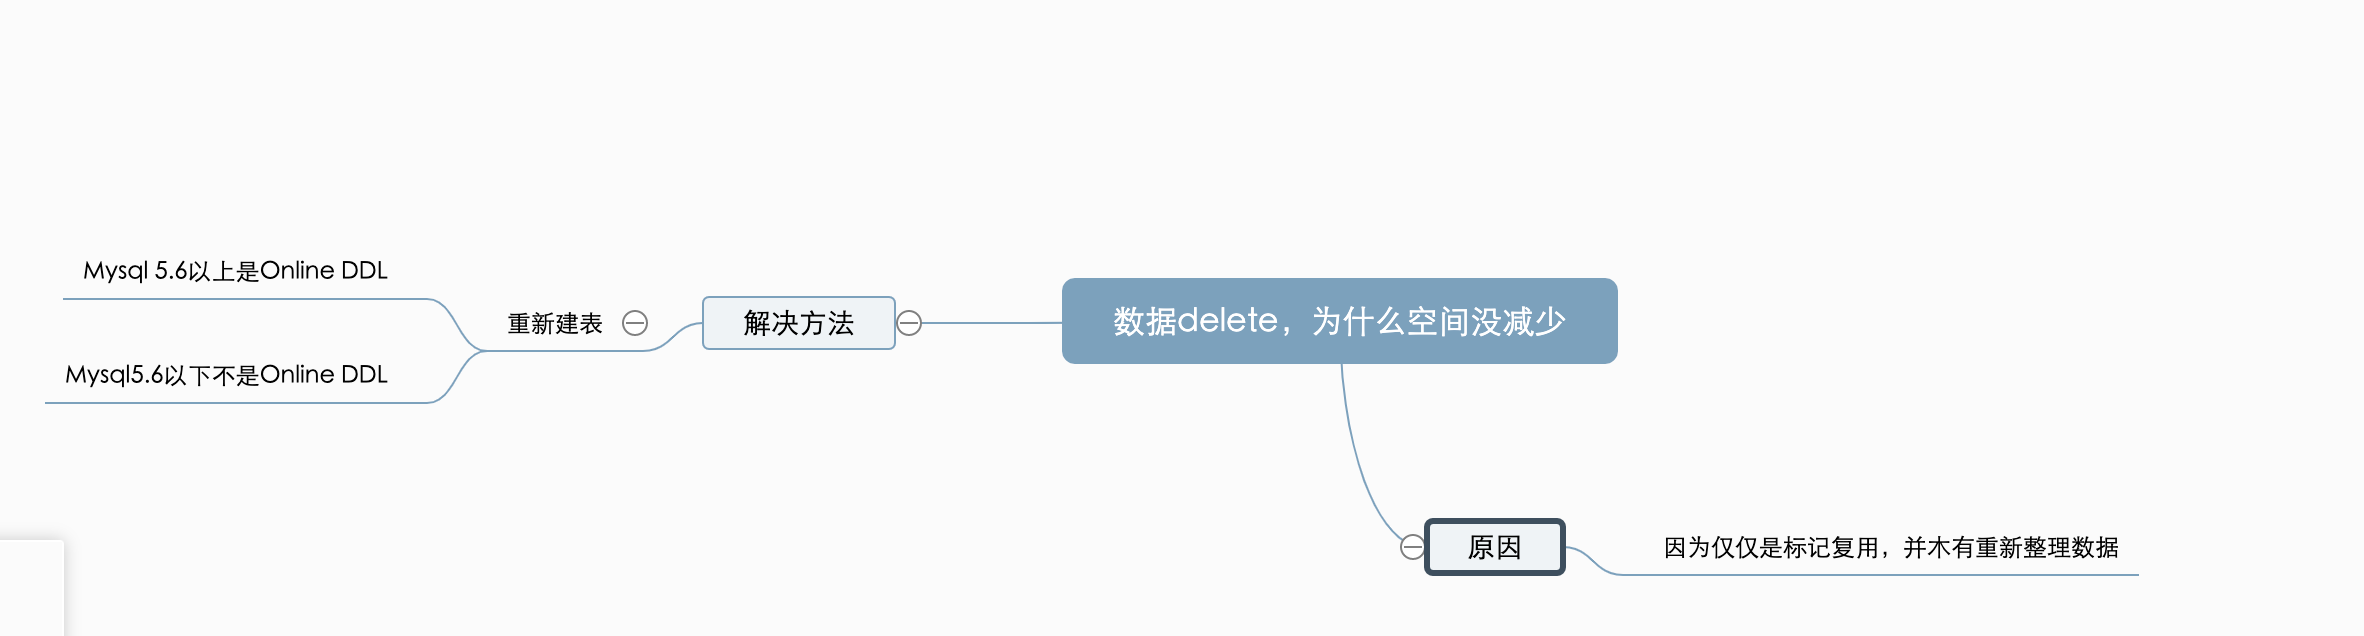 Mysql 5.6以上是Online DDL
重新建表
解决方法
数据delete，为什么空间没减少
Mysql5.6以下不是Online DDL
原因
因为仅仅是标记复用，并木有重新整理数据